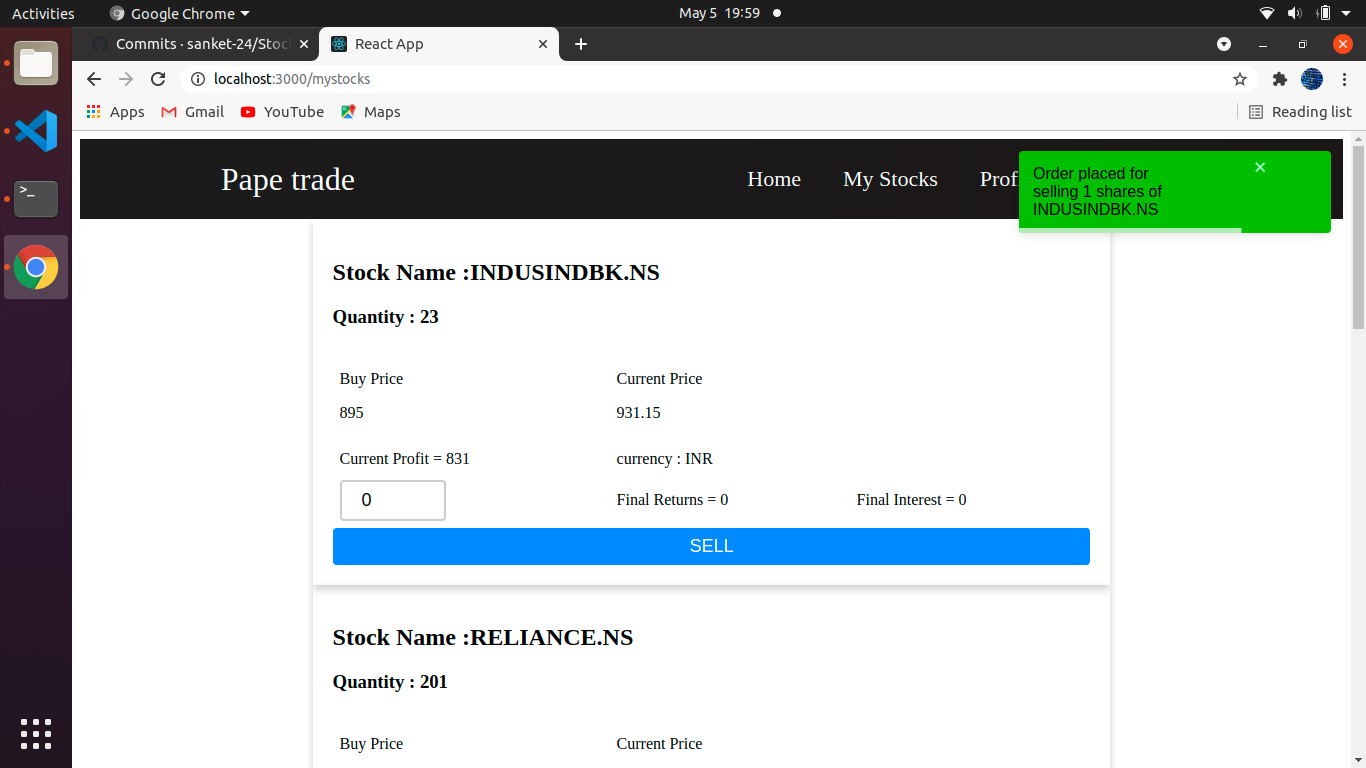 Activities
Google Chrome
May 5 19:59
Commits · sanket-24/Stoc
React App
localhost:3000/mystocks
Apps
Gmail
YouTube
Maps
Reading list
Pape trade
Home
My Stocks
Order placed for
selling 1 shares of
INDUSINDBK.NS
Stock Name :INDUSINDBK.NS
Quantity : 23
Buy Price
Current Price
895
931.15
Current Profit = 831
currency : INR
0
Final Returns = 0
Final Interest = 0
SELL
Stock Name :RELIANCE.NS
Quantity : 201
Buy Price
Current Price